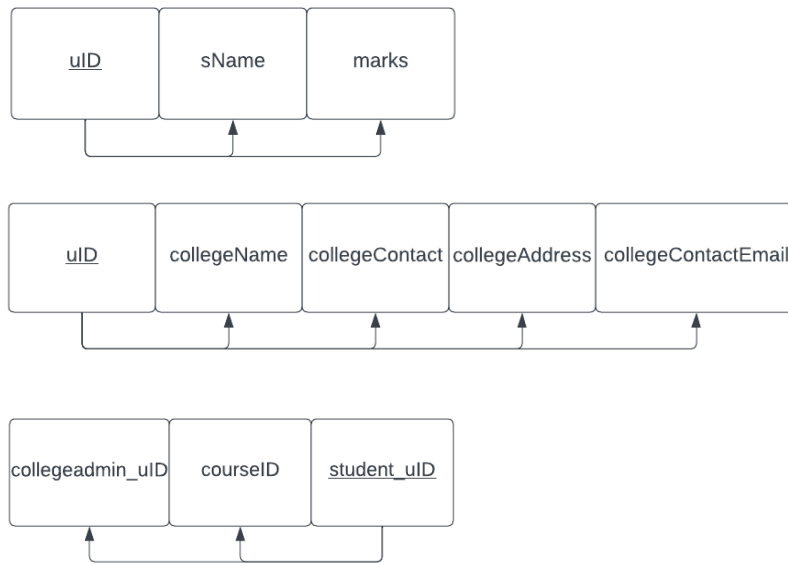 uID sName marks
uID collegeName collegeContact collegeAddress collegeContactEmail
collegeadmin_uID courseID student_uID